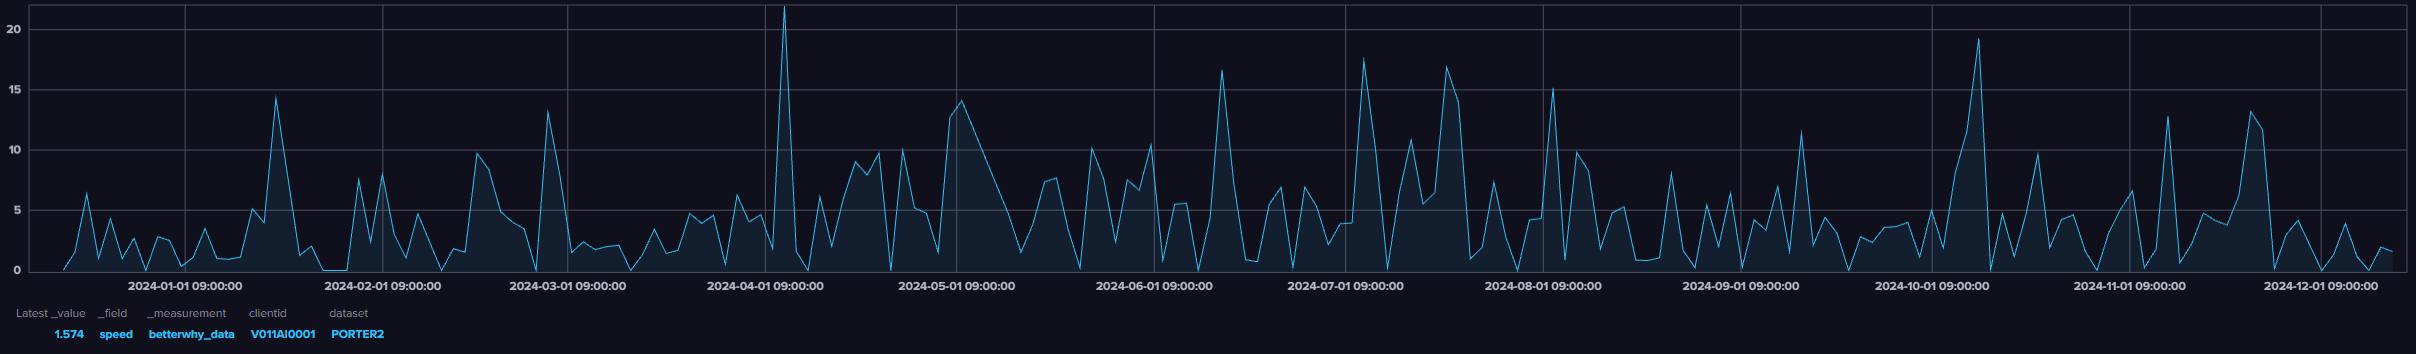 20
15
10
5
0
2024-01-01 09:00:00 2024-02-01 09:00:00 2024-03-01 09:00:00 2024-04-01 09:00:00 2024-05-01 09:00:00 2024-06-01 09:00:00 2024-07-01 09:00:00 2024-08-01 09:00:00 2024-09-01 09:00:00 2024-10-01 09:00:00 2024-11-01 09:00:00 2024-12-01 09:00:00
Latest _value _field _measurement clientid dataset
1.574 speed betterwhy_data V011AI0001 PORTER2